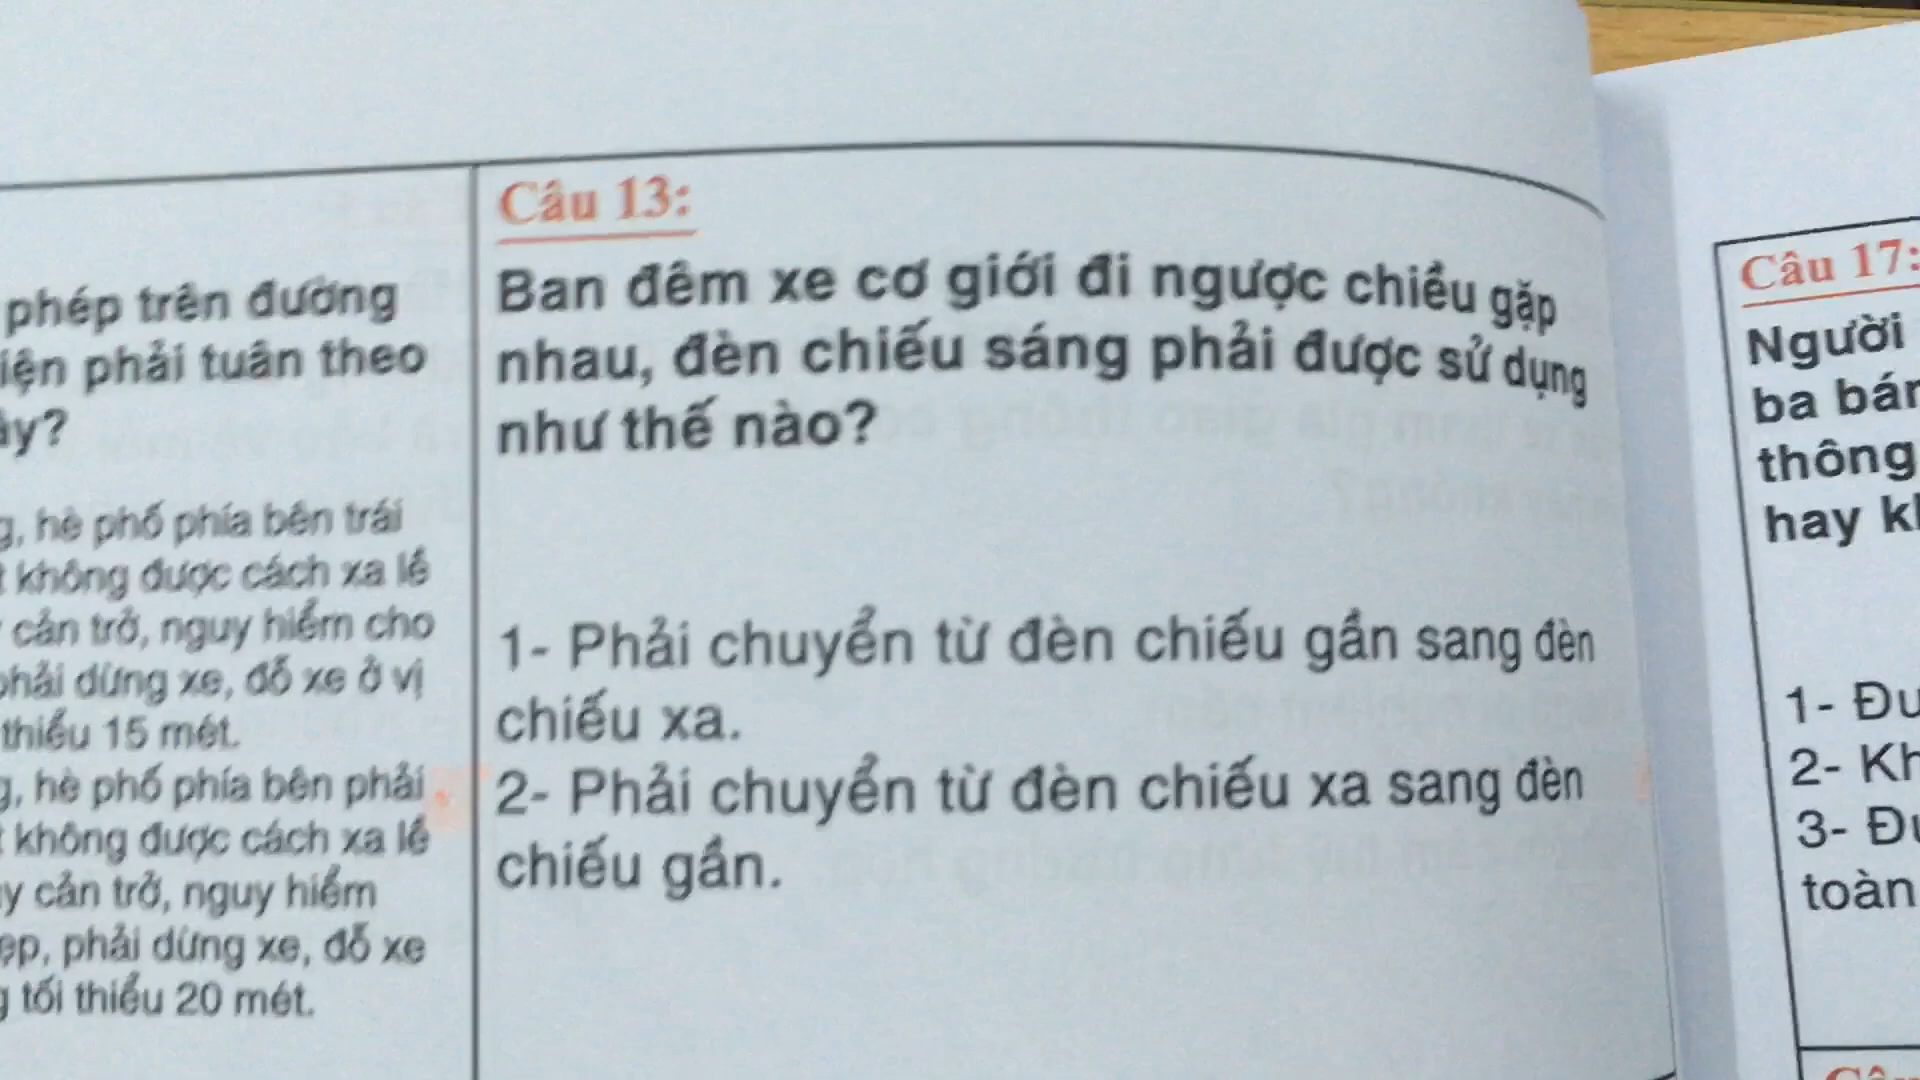 phép trên đường
phải tuân theo
g, hè phố phía bên trái
không được cách xa lề
cản trở, nguy hiểm cho
phải dừng xe, đỗ xe ở vị
thiểu 15 mét.
g, hè phố phía bên phải
không được cách xa lề
cản trở, nguy hiểm
phải dừng xe, đỗ xe
tối thiểu 20 mét.
Câu 13:
Ban đêm xe cơ giới đi ngược chiều gặp
nhau, đèn chiếu sáng phải được sử dụng
như thế nào?
1- Phải chuyển từ đèn chiếu gần sang đèn
chiếu xa.
2- Phải chuyển từ đèn chiếu xa sang đèn
chiếu gần.
Câu 17:
Người
ba bán
thông
hay kh
1- Đư
2- Kh
3- Đư
toàn